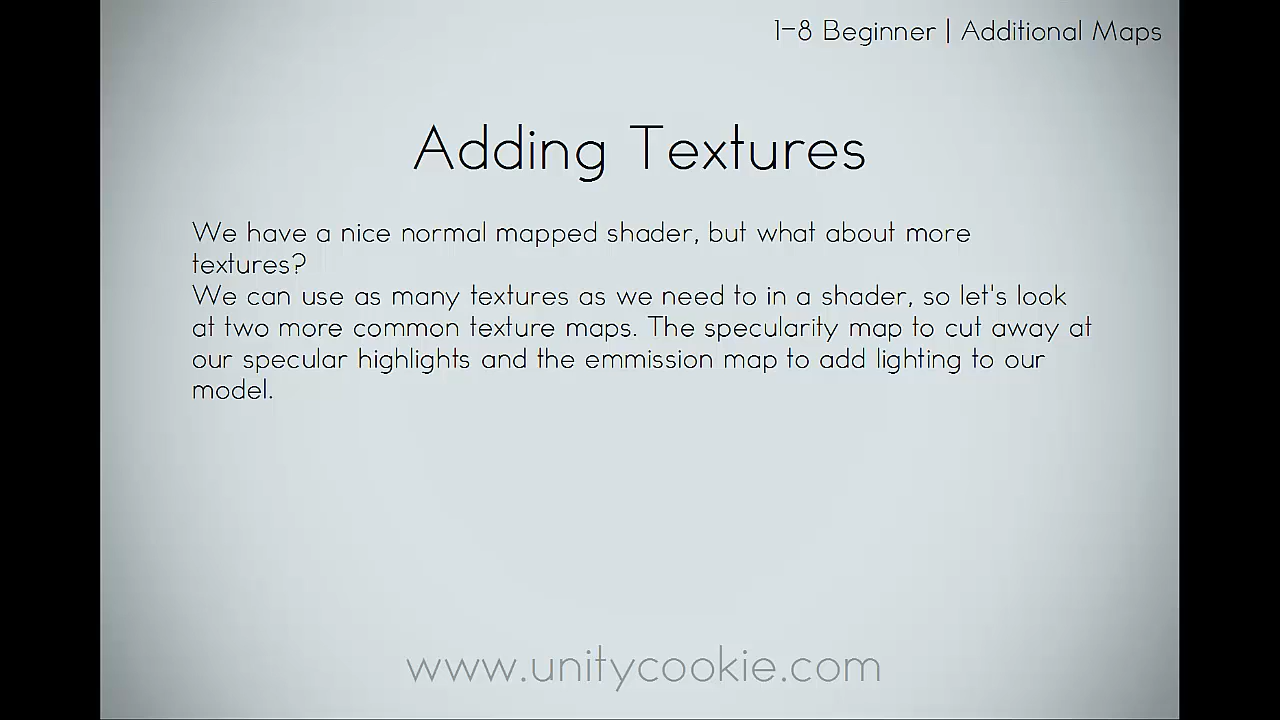 1-8 Beginner | Additional Maps
Adding Textures
We have a nice normal mapped shader, but what about more
textures?
We can use as many textures as we need to in a shader, so let's look
at two more common texture maps. The specularity map to cut away at
our specular highlights and the emmission map to add lighting to our
model.
www.unitycookie.com